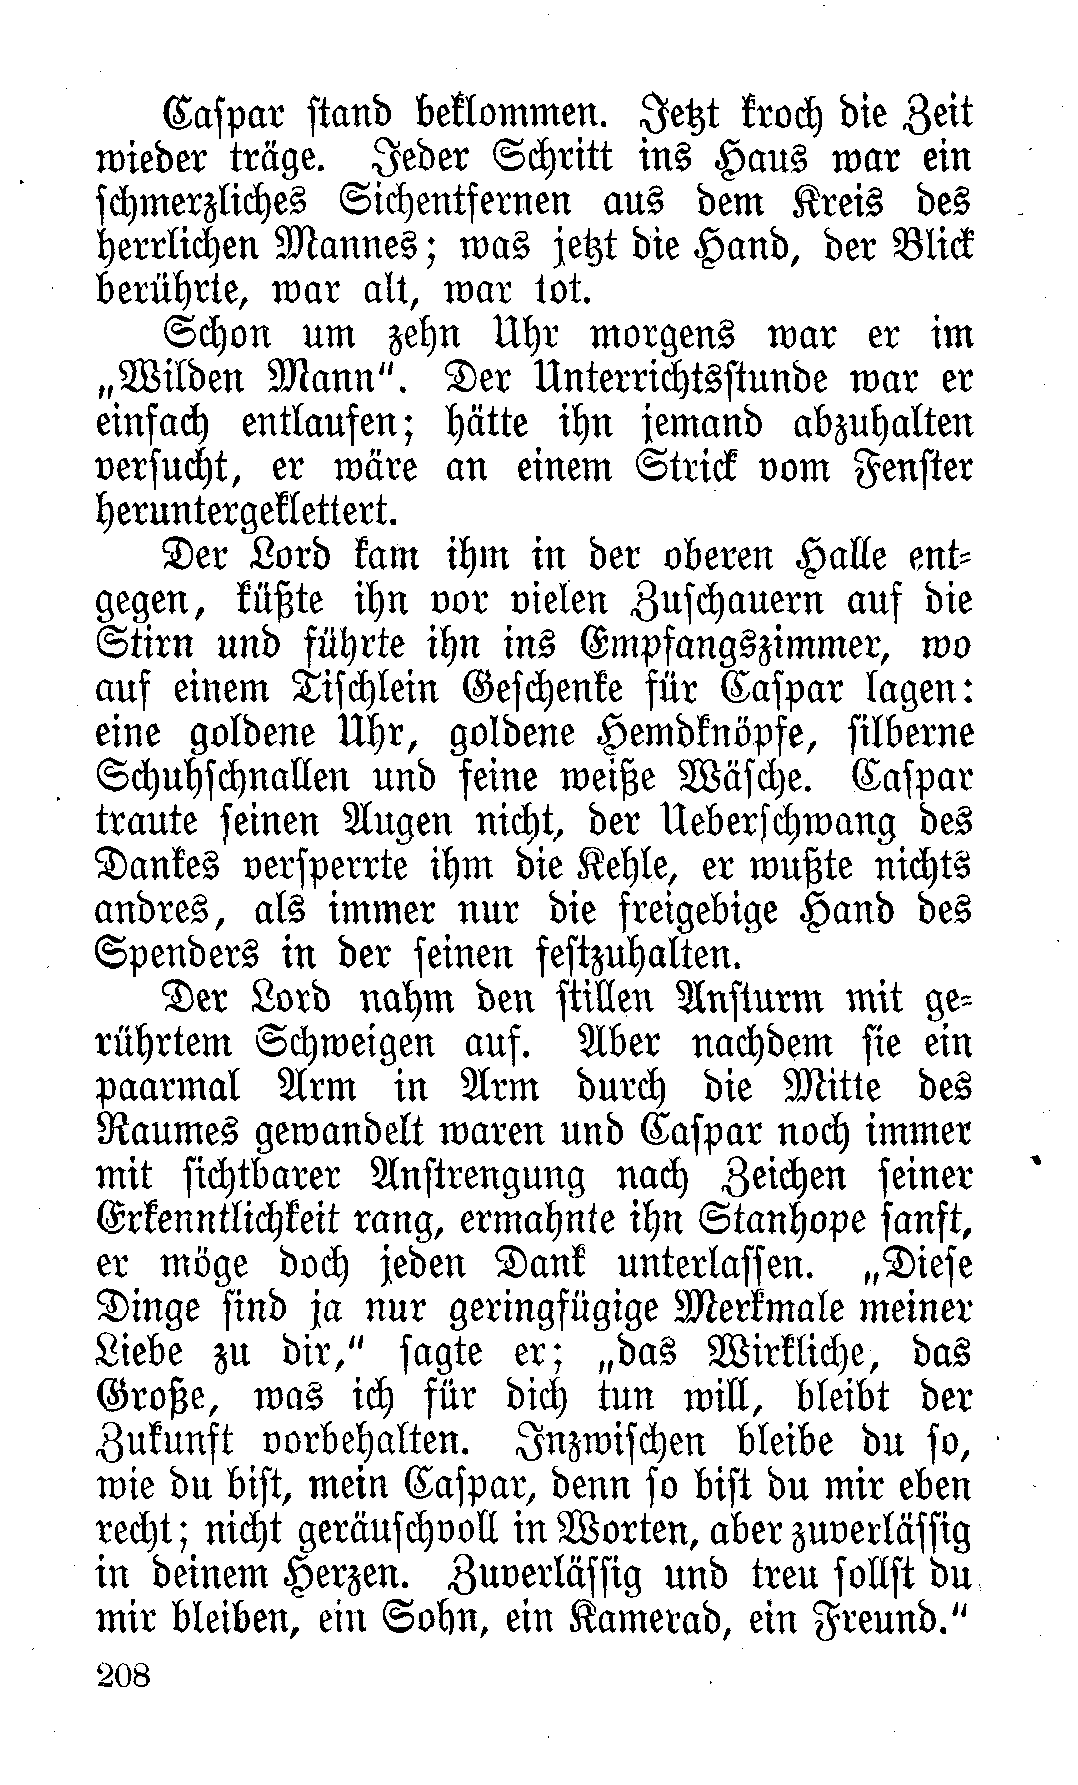 Caspar stand beklommen. Jetzt kroch die Zeit
wieder träge. Jeder Schritt ins Haus war ein
schmerzliches Sichentfernen aus dem Kreis des
herrlichen Mannes; was jetzt die Hand, der Blick
berührte, war alt, war tot.
Schon um zehn Uhr morgens war er im
„Wilden Mann“. Der Unterrichtsstunde war er
einfach entlaufen; hätte ihn jemand abzuhalten
versucht, er wäre an einem Strick vom Fenster
heruntergeklettert.
Der Lord kam ihm in der oberen Halle ent-
gegen, küßte ihn vor vielen Zuschauern auf die
Stirn und führte ihn ins Empfangszimmer, wo
auf einem Tischlein Geschenke für Caspar lagen:
eine goldene Uhr, goldene Hemdknöpfe, silberne
Schuhschnallen und feine weiße Wäsche. Caspar
traute seinen Augen nicht, der Ueberschwang des
Dankes versperrte ihm die Kehle, er wußte nichts
andres, als immer nur die freigebige Hand des
Spenders in der seinen festzuhalten.
Der Lord nahm den stillen Ansturm mit ge-
rührtem Schweigen auf. Aber nachdem sie ein
paarmal Arm in Arm durch die Mitte des
Raumes gewandelt waren und Caspar noch immer
mit sichtbarer Anstrengung nach Zeichen seiner
Erkenntlichkeit rang, ermahnte ihn Stanhope sanft,
er möge doch jeden Dank unterlassen. „Diese
Dinge sind ja nur geringfügige Merkmale meiner
Liebe zu dir,“ sagte er; „das Wirkliche, das
Große, was ich für dich tun will, bleibt der
Zukunft vorbehalten. Inzwischen bleibe du so,
wie du bist, mein Caspar, denn so bist du mir eben
recht; nicht geräuschvoll in Worten, aber zuverlässig
in deinem Herzen. Zuverlässig und treu sollst du
mir bleiben, ein Sohn, ein Kamerad, ein Freund.“
208